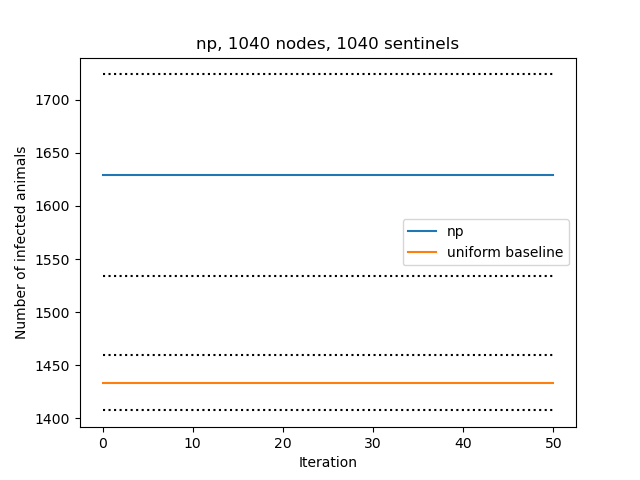 np, 1040 nodes, 1040 sentinels
Number of infected animals
1700
1650
1600
1550
1500
1450
1400
np
uniform baseline
0 10 20 30 40 50
Iteration